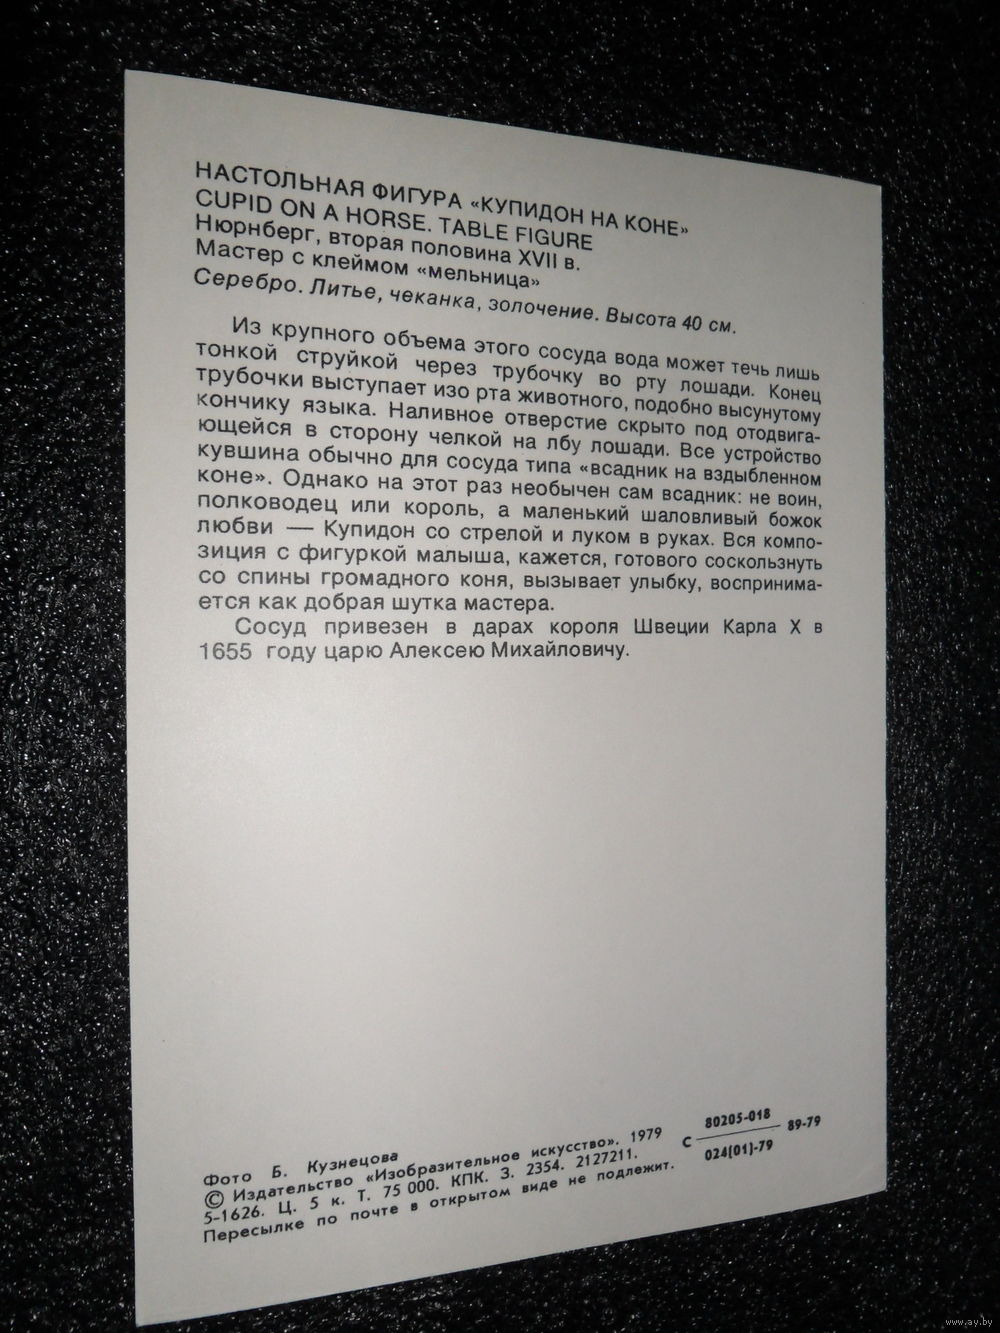 НАСТОЛЬНАЯ ФИГУРА «КУПИДОН НА КОНЕ»
CUPID ON A HORSE. TABLE FIGURE
Нюрнберг, вторая половина XVII в.
Мастер с клеймом «мельница»
Серебро. Литье, чеканка, золочение. Высота 40 см.
Из крупного объема этого сосуда вода может течь лишь
тонкой струйкой через трубочку во рту лошади. Конец
трубочки выступает изо рта животного, подобно высунутому
кончику языка. Наливное отверстие скрыто под отодвига-
ющейся в сторону челкой на лбу лошади. Все устройство
кувшина обычно для сосуда типа «всадник на вздыбленном
коне». Однако на этот раз необычен сам всадник: не воин,
полководец или король, а маленький шаловливый божок
любви — Купидон со стрелой и луком в руках. Вся компо-
зиция с фигуркой малыша, кажется, готового соскользнуть
со спины громадного коня, вызывает улыбку, воспринима-
ется как добрая шутка мастера.
Сосуд привезен в дарах короля Швеции Карла X в
1655 году царю Алексею Михайловичу.
Фото Б. Кузнецова
© Издательство «Изобразительное искусство». 1979
5-1626. Ц. 5 к. Т. 75 000. КПК. З. 2354. 2127211.
Пересылке по почте в открытом виде не подлежит.
80205-018
С 89-79
024(01)-79
www.ay.by